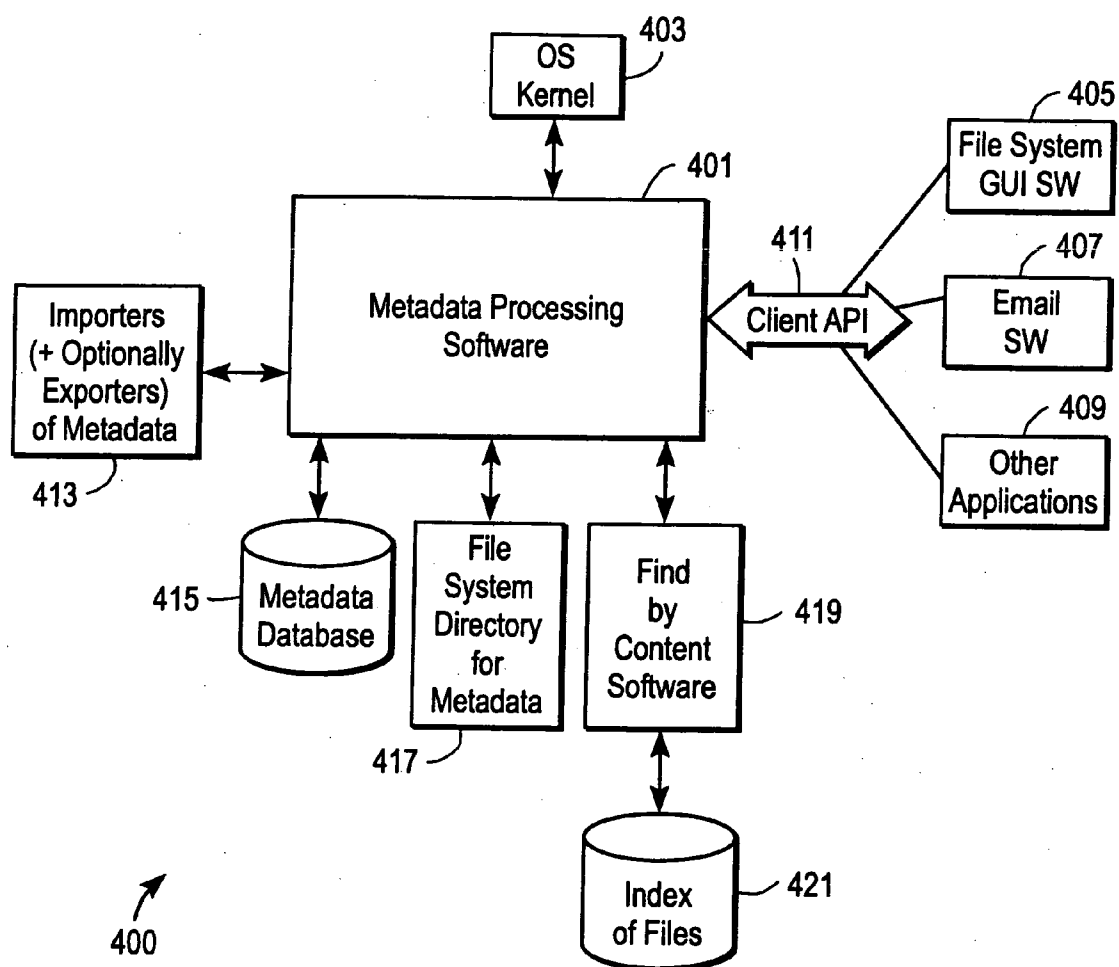 403
OS
Kernel
405
File System
GUI SW
401
411
407
Metadata Processing
Software
Client API
Email
SW
Importers
(+ Optionally
Exporters)
of Metadata
413
409
Other
Applications
415
Metadata
Database
File
System
Directory
for
Metadata
417
Find
by
Content
Software
419
Index
of Files
421
400